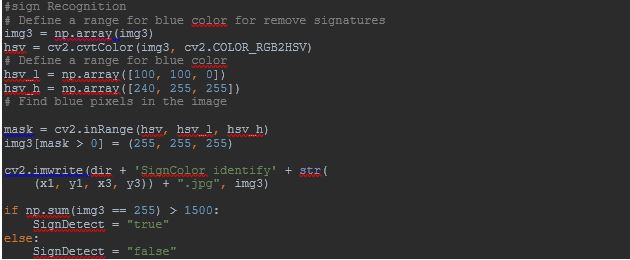 #sign Recognition
# Define a range for blue color for remove signatures
img3 = np.array(img3)
hsv = cv2.cvtColor(img3, cv2.COLOR_RGB2HSV)
# Define a range for blue color
hsv_l = np.array([100, 100, 0])
hsv_h = np.array([240, 255, 255])
# Find blue pixels in the image
mask = cv2.inRange(hsv, hsv_l, hsv_h)
img3[mask > 0] = (255, 255, 255)
cv2.imwrite(dir + 'SignColor identify' + str(
(x1, y1, x3, y3)) + ".jpg", img3)
if np.sum(img3 == 255) > 1500:
SignDetect = "true"
else:
SignDetect = "false"